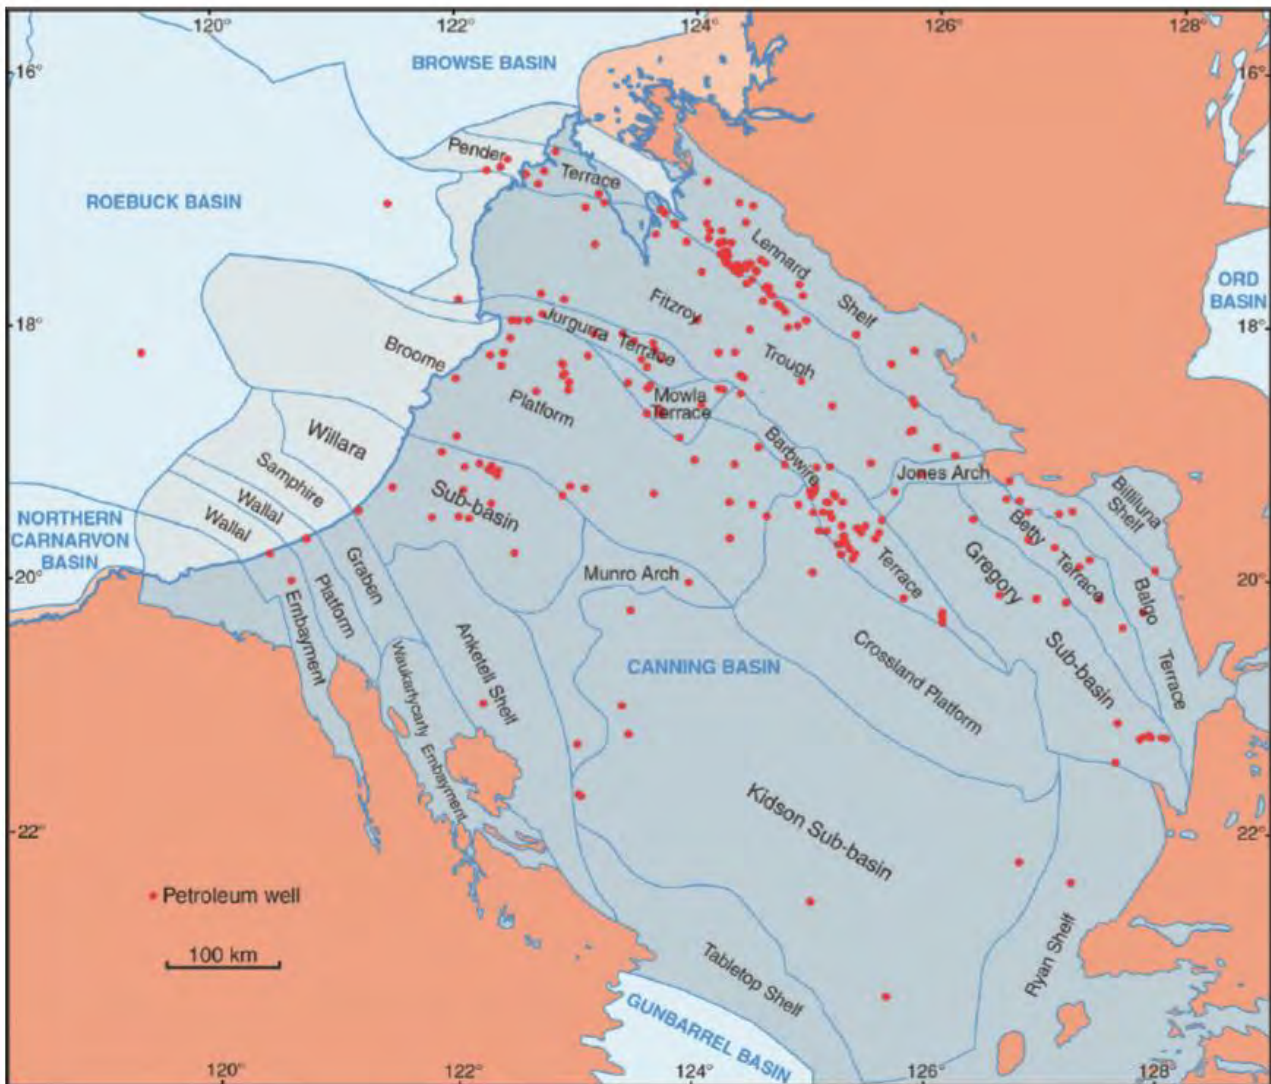 120°
122°
124°
126°
128°
16°
BROWSE BASIN
16°
Pender
Terrace
ROEBUCK BASIN
Lennard
Shelf
ORD
BASIN
18°
Fitzroy
Trough
18°
Jurgurra Terrace
Broome
Platform
Mowla
Terrace
Willara
Sub-basin
Barbwire
Terrace
Jones Arch
Billiluna
Shelf
Samphire
Graben
Wallal
Platform
Wallal
Embayment
NORTHERN
CARNARVON
BASIN
Betty
Terrace
Gregory
Sub-basin
Balgo
Terrace
20°
Munro Arch
20°
Anketell Shelf
Waukarlycarly
Embayment
CANNING BASIN
Crossland Platform
Kidson Sub-basin
22°
22°
Petroleum well
100 km
Tabletop Shelf
Ryan Shelf
GUNBARREL BASIN
120°
122°
124°
126°
128°